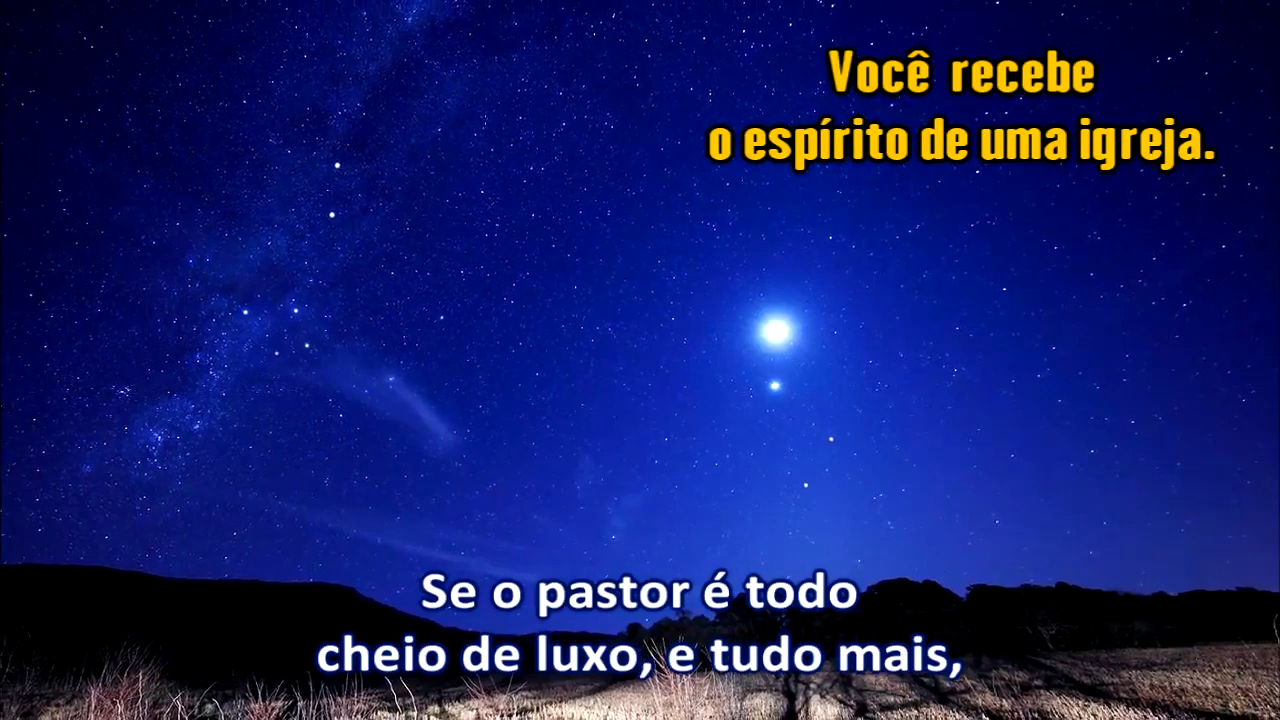 Você recebe
o espírito de uma igreja.
Se o pastor é todo
cheio de luxo, e tudo mais,